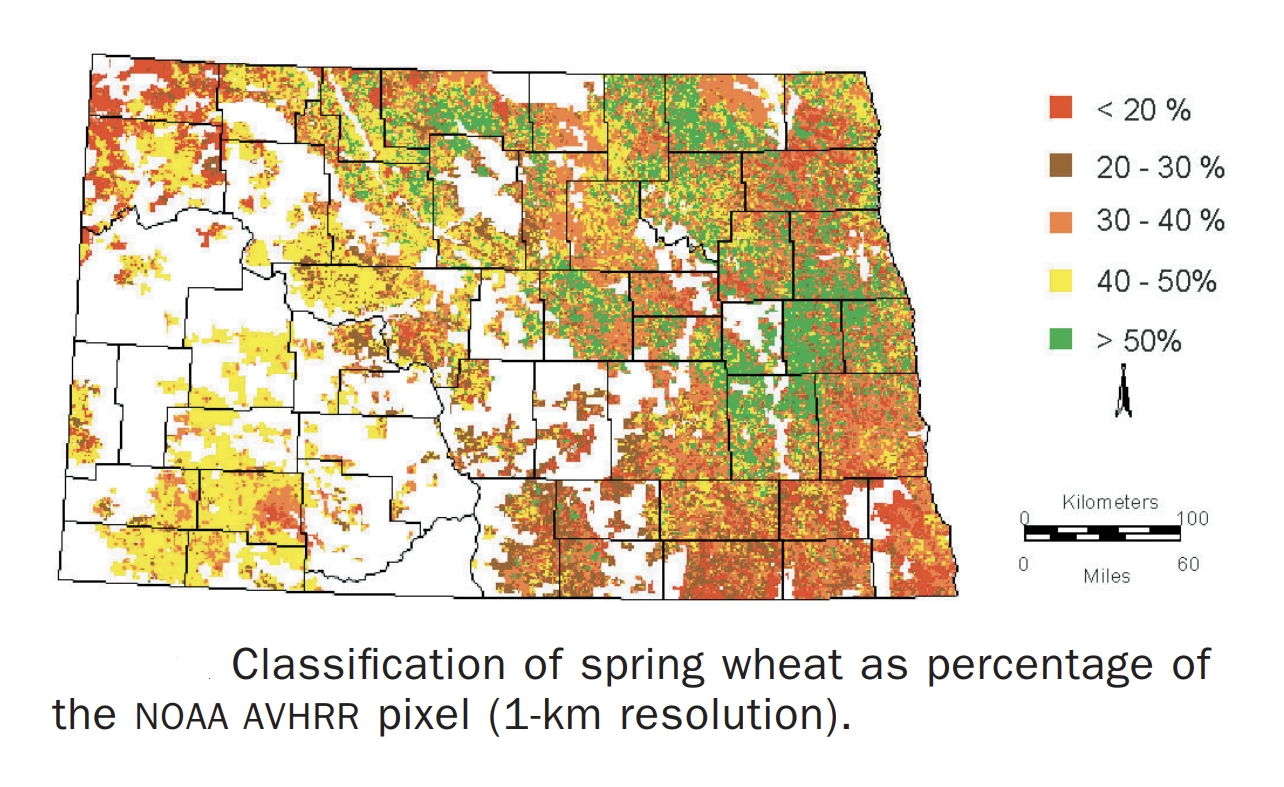 < 20 %
20 - 30 %
30 - 40 %
40 - 50%
> 50%
Kilometers
0 100
0 60
Miles
Classification of spring wheat as percentage of
the NOAA AVHRR pixel (1-km resolution).